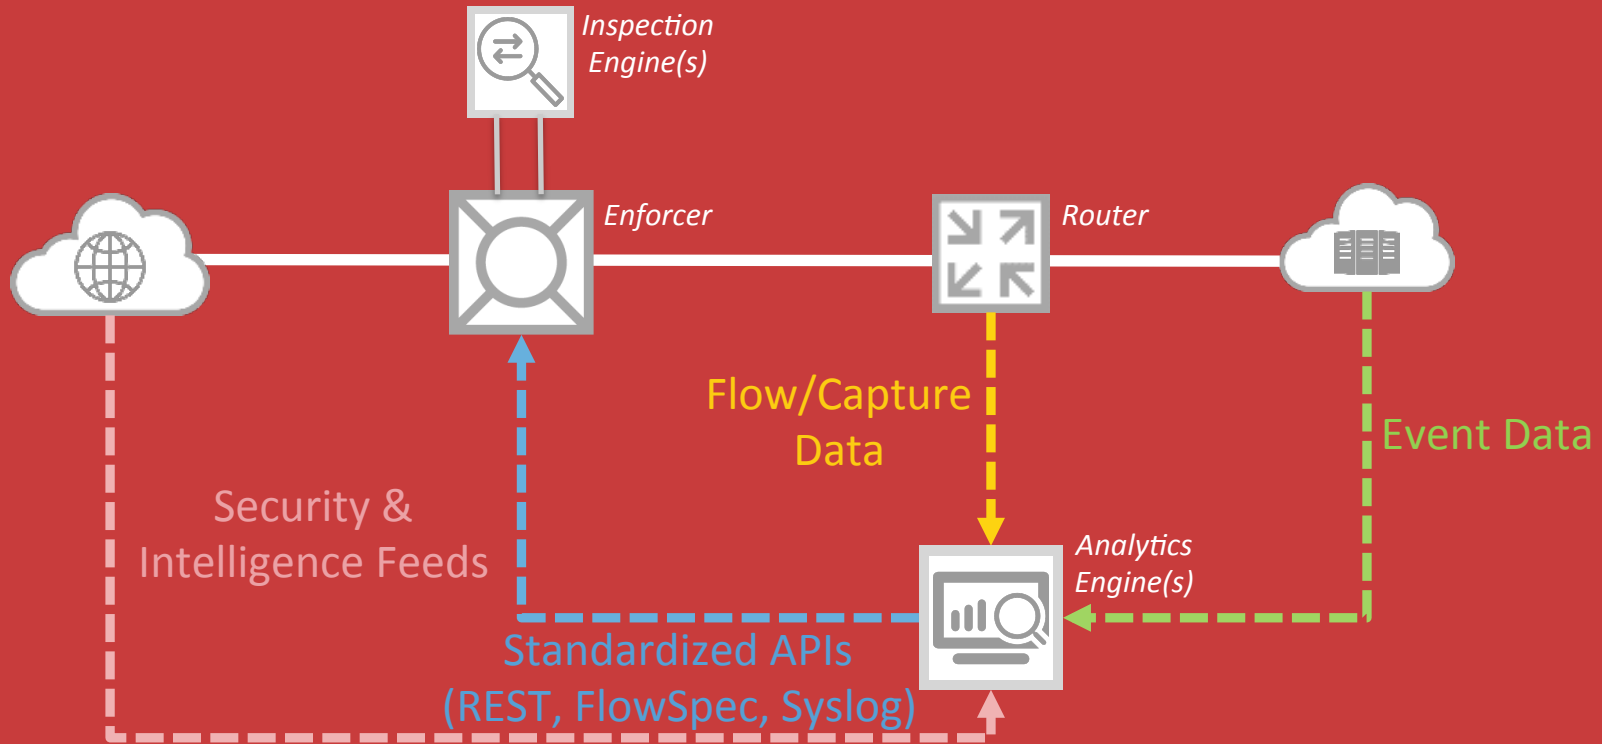 Inspection
Engine(s)
Enforcer
Router
Flow/Capture
Data
Event Data
Security &
Intelligence Feeds
Analytics
Engine(s)
Standardized APIs
(REST, FlowSpec, Syslog)